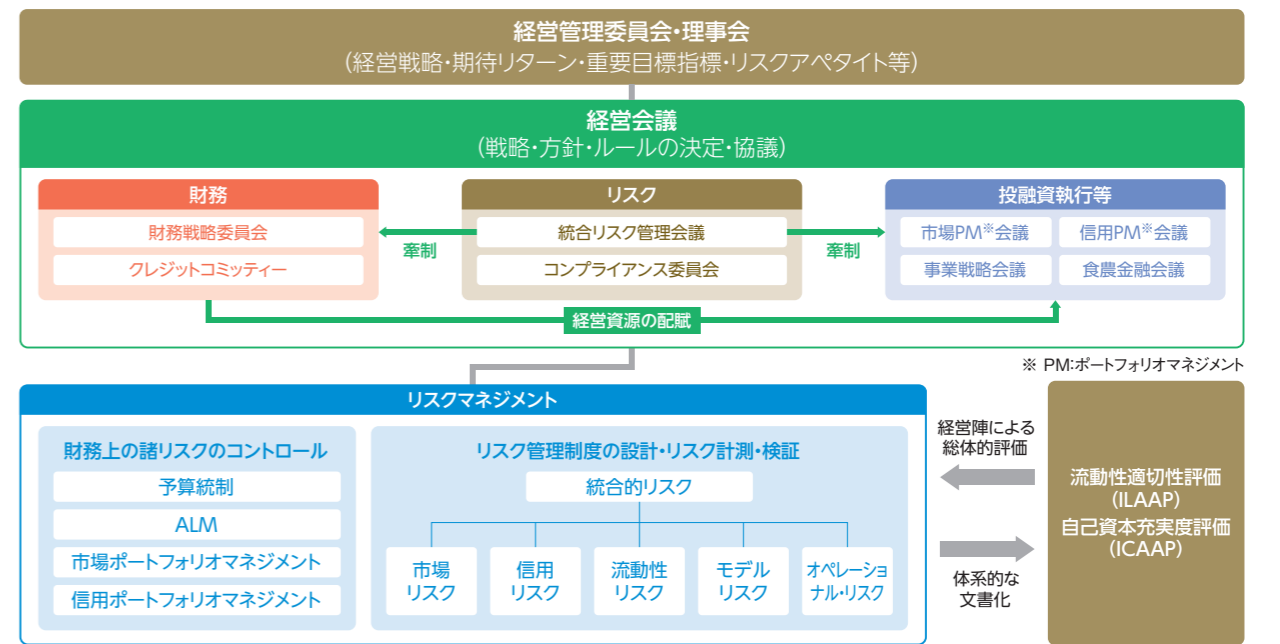 経営管理委員会・理事会
（経営戦略・期待リターン・重要目標指標・リスクアペタイト等）
経営会議
（戦略・方針・ルールの決定・協議）
財務
財務戦略委員会
クレジットコミッティー
牽制
リスク
統合リスク管理会議
コンプライアンス委員会
牽制
投融資執行等
市場PM※会議
信用PM※会議
事業戦略会議
食農金融会議
経営資源の配賦
※ PM:ポートフォリオマネジメント
リスクマネジメント
財務上の諸リスクのコントロール
予算統制
ALM
市場ポートフォリオマネジメント
信用ポートフォリオマネジメント
リスク管理制度の設計・リスク計測・検証
統合的リスク
市場
リスク
信用
リスク
流動性
リスク
モデル
リスク
オペレーショ
ナル・リスク
経営陣による
総体的評価
体系的な
文書化
流動性適切性評価
(ILAAP)
自己資本充実度評価
(ICAAP)